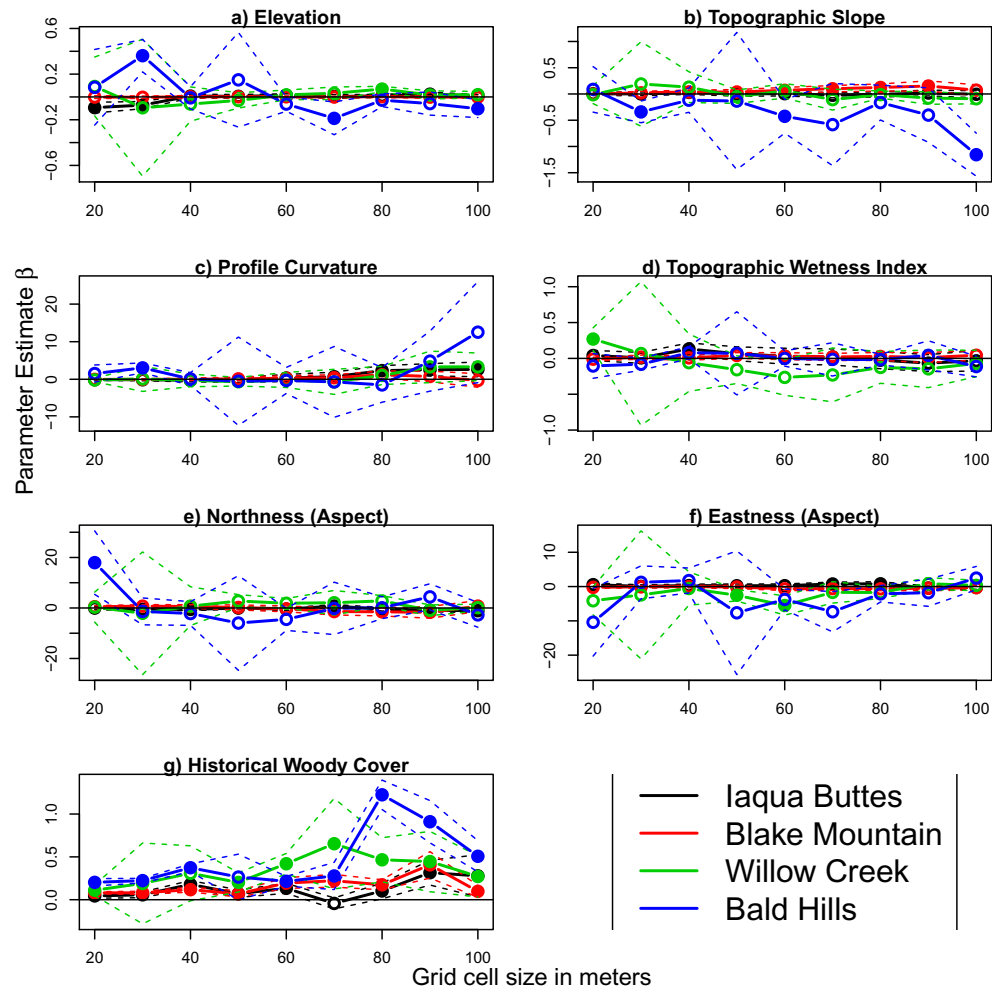 a) Elevation
0.6
0.2
−0.2
−0.6
20 40 60 80 100
b) Topographic Slope
0.5
−0.5
−1.5
20 40 60 80 100
c) Profile Curvature
20
10
0
−10
20 40 60 80 100
d) Topographic Wetness Index
1.0
0.5
0.0
−1.0
20 40 60 80 100
e) Northness (Aspect)
20
0
−20
20 40 60 80 100
f) Eastness (Aspect)
10
0
−20
20 40 60 80 100
g) Historical Woody Cover
1.0
0.5
0.0
20 40 60 80 100
Iaqua Buttes
Blake Mountain
Willow Creek
Bald Hills
Parameter Estimate β
Grid cell size in meters